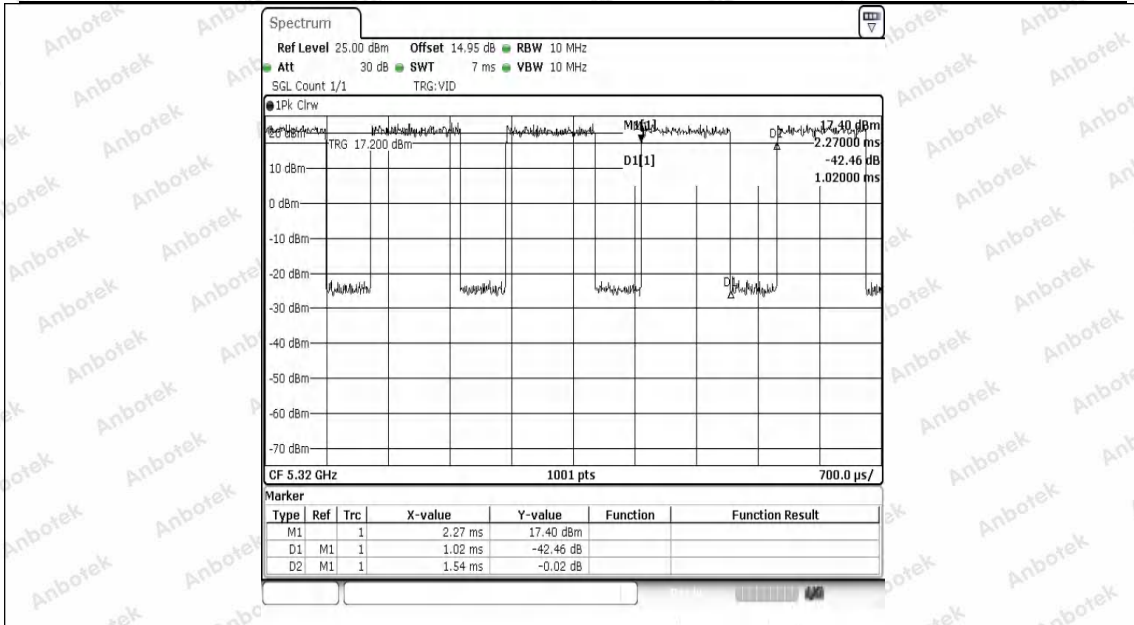 Spectrum
Ref Level 25.00 dBm Offset 14.95 dB RBW 10 MHz
Att 30 dB SWT 7 ms VBW 10 MHz
SGL Count 1/1 TRG:VID
1Pk Clrw
20 dBm
M1[1] 17.40 dBm
TRG 17.200 dBm
D2
2.27000 ms
10 dBm
D1[1] -42.46 dB
1.02000 ms
0 dBm
-10 dBm
-20 dBm
D1
-30 dBm
-40 dBm
-50 dBm
-60 dBm
-70 dBm
CF 5.32 GHz 1001 pts 700.0 µs/
Marker
Type Ref Trc X-value Y-value Function Function Result
M1 1 2.27 ms 17.40 dBm
D1 M1 1 1.02 ms -42.46 dB
D2 M1 1 1.54 ms -0.02 dB
Anbotek